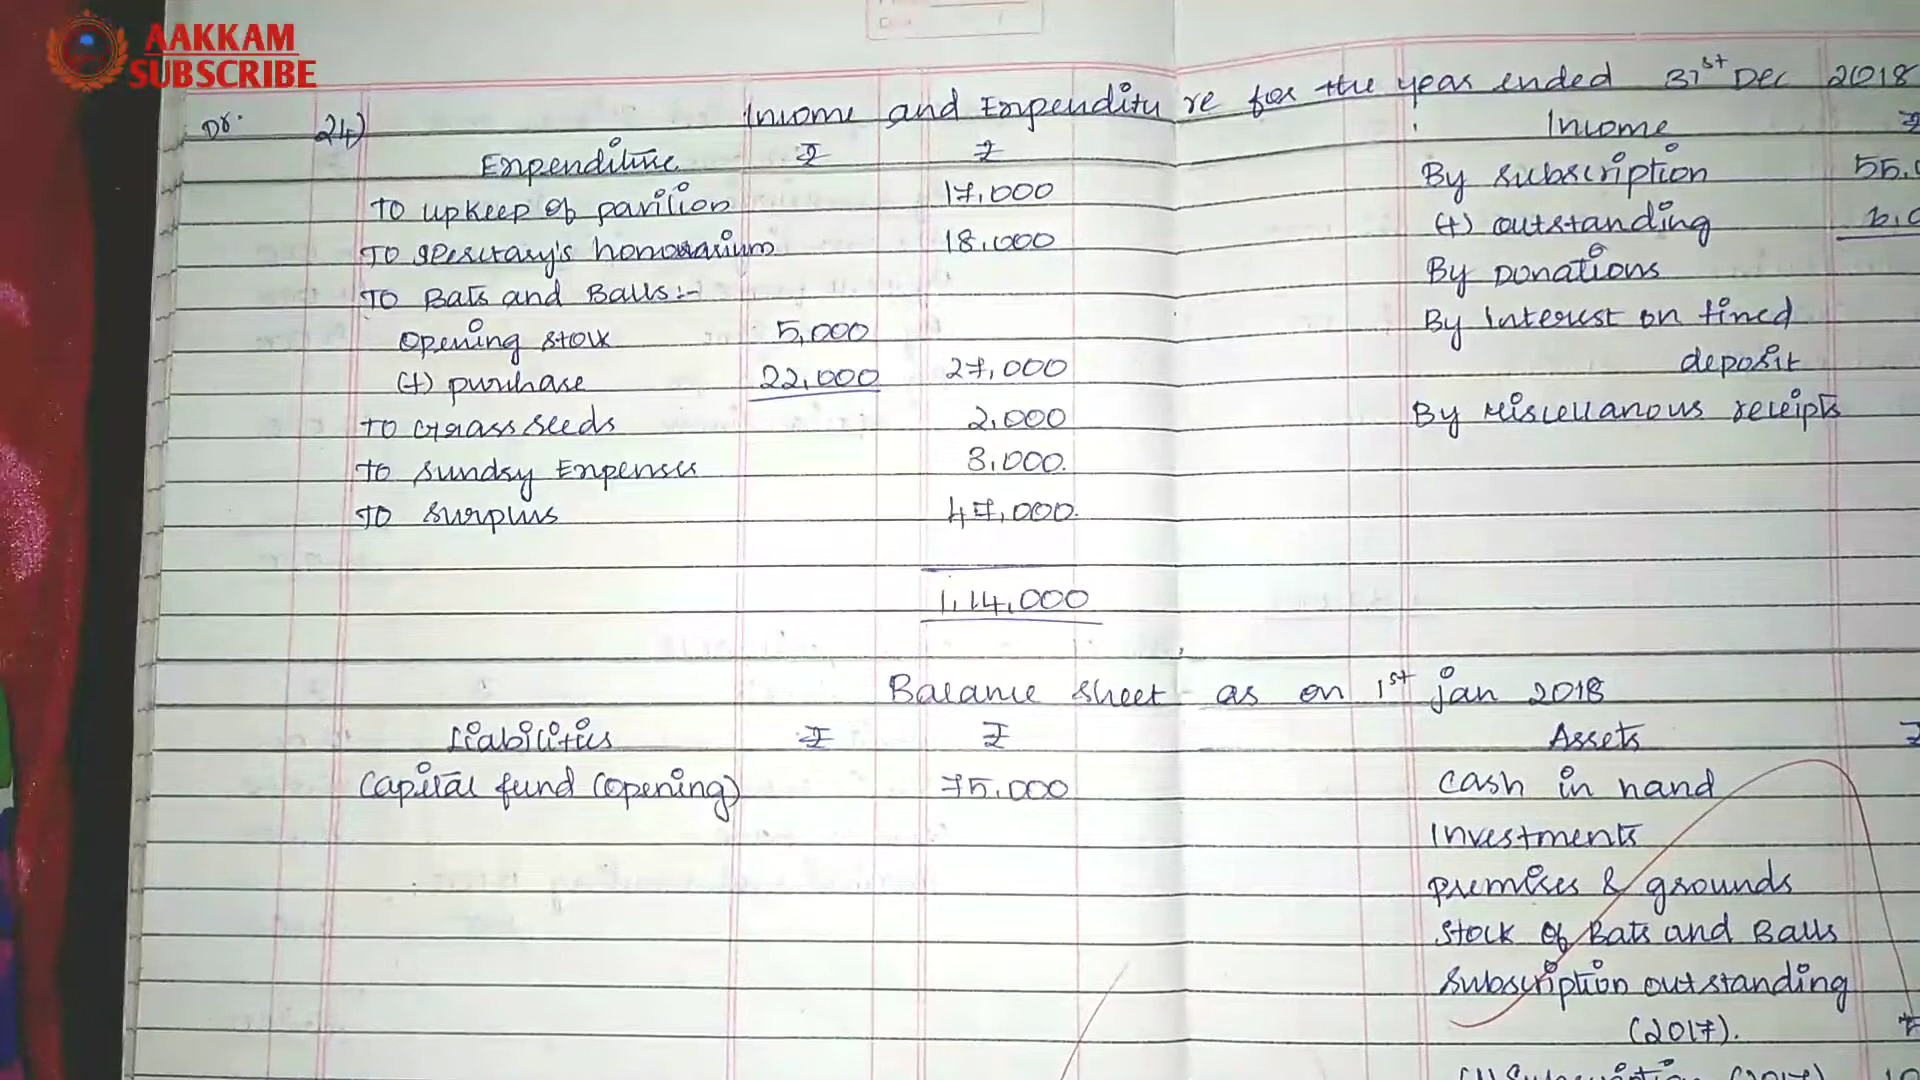 AAKKAM
SUBSCRIBE
Dr. 24) Income and Expenditure for the year ended 31st Dec 2018
Expenditure ₹ ₹ Income ₹
To upkeep of pavilion 17,000 By subscription 55,0
To secretary's honorarium 18,000 (+) outstanding
To Bats and Balls:- By Donations
Opening stock 5,000 By Interest on fixed
(+) purchase 22,000 27,000 deposit
To Grass seeds 2,000 By Miscellanous receipts
To Sundry Expenses 3,000.
To surplus 47,000.
1,14,000
Balance sheet as on 1st Jan 2018
Liabilities ₹ ₹ Assets ₹
Capital fund (opening) 75,000 Cash in hand
Investments
premises & grounds
Stock of Bats and Balls
Subscription outstanding
(2017).